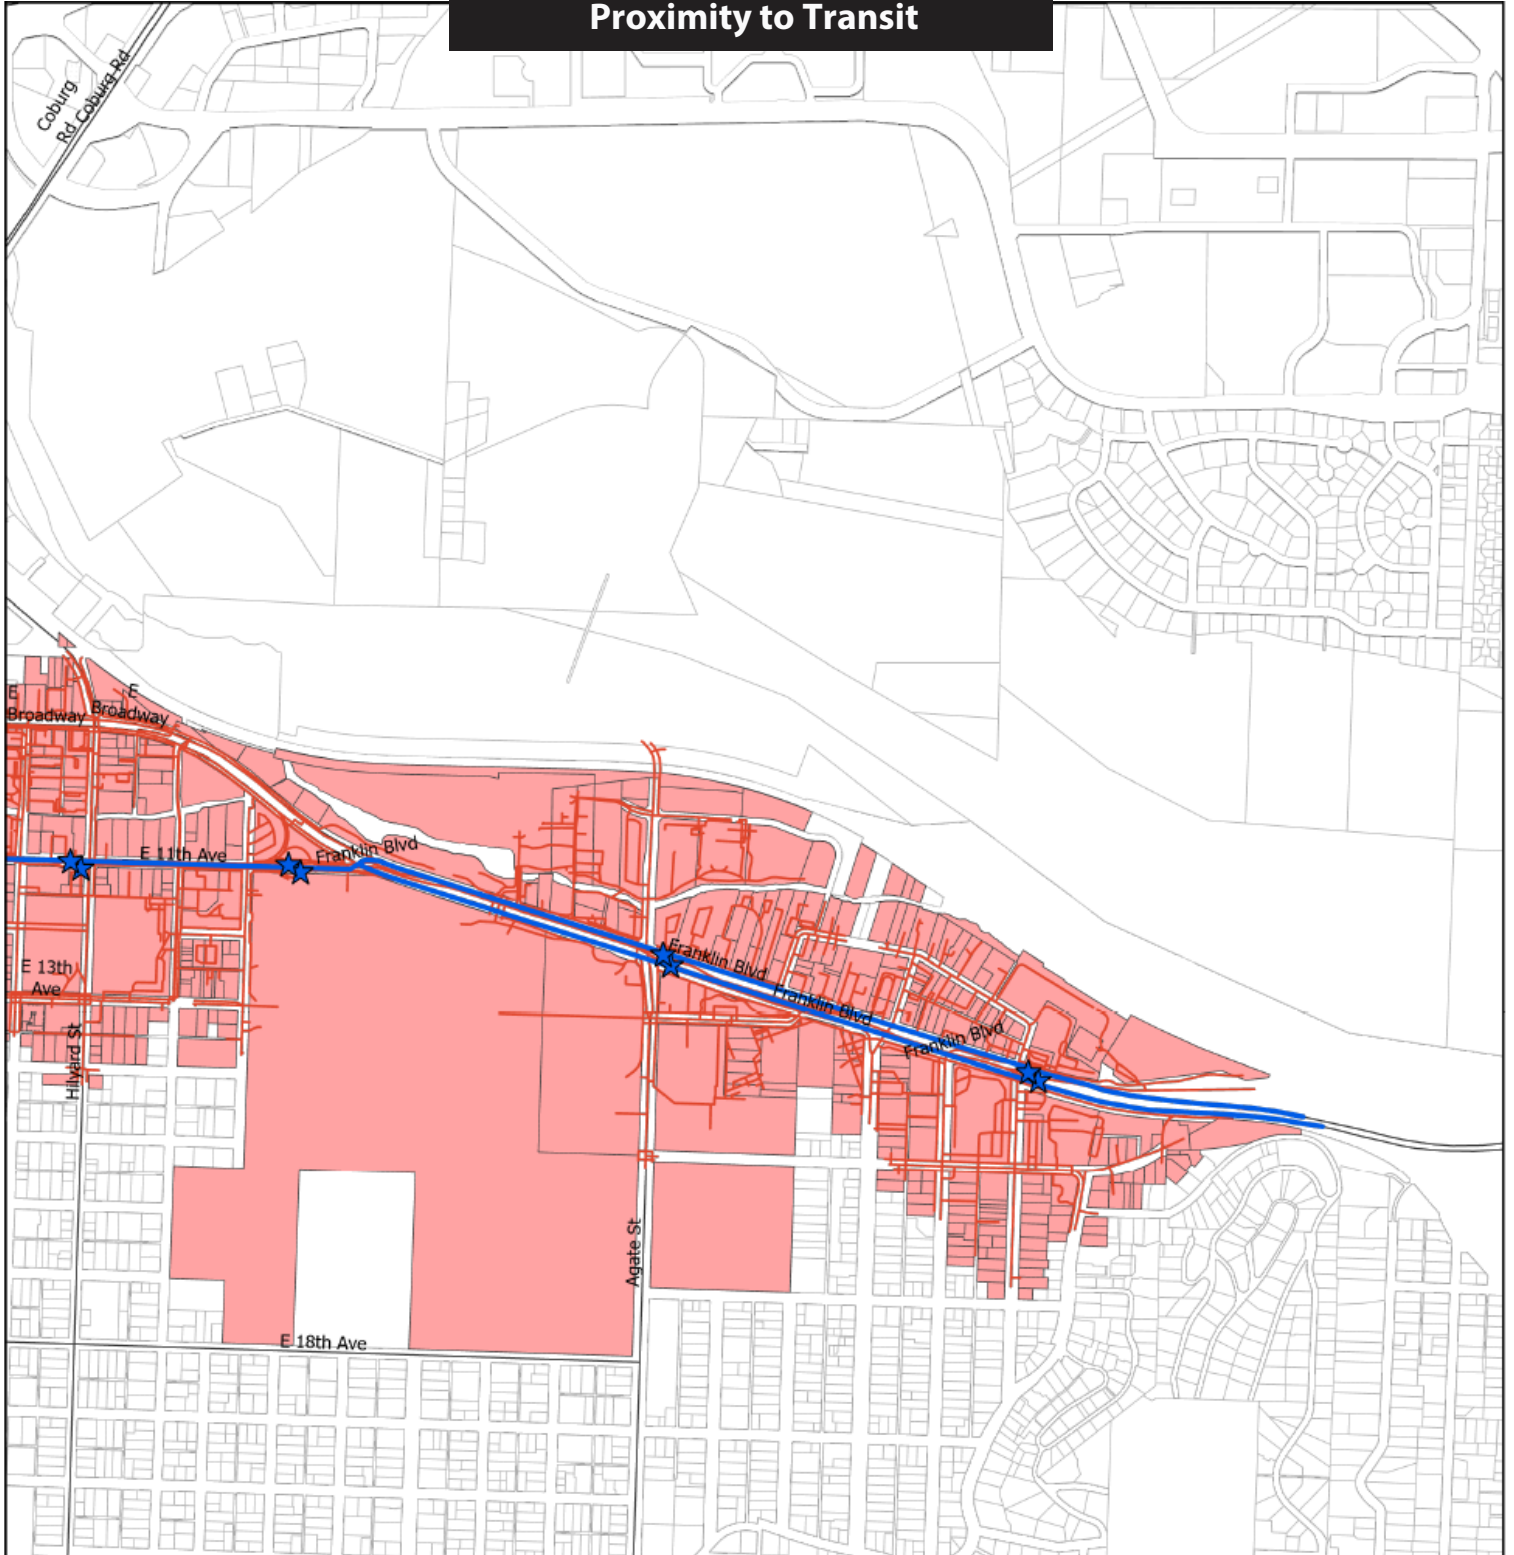 Proximity to Transit
Coburg
Rd Coburg Rd
E
Broadway
E
Broadway
E 11th Ave
Franklin Blvd
Franklin Blvd
E 13th
Ave
Franklin Blvd
Franklin Blvd
Hilyard St
Agate St
E 18th Ave